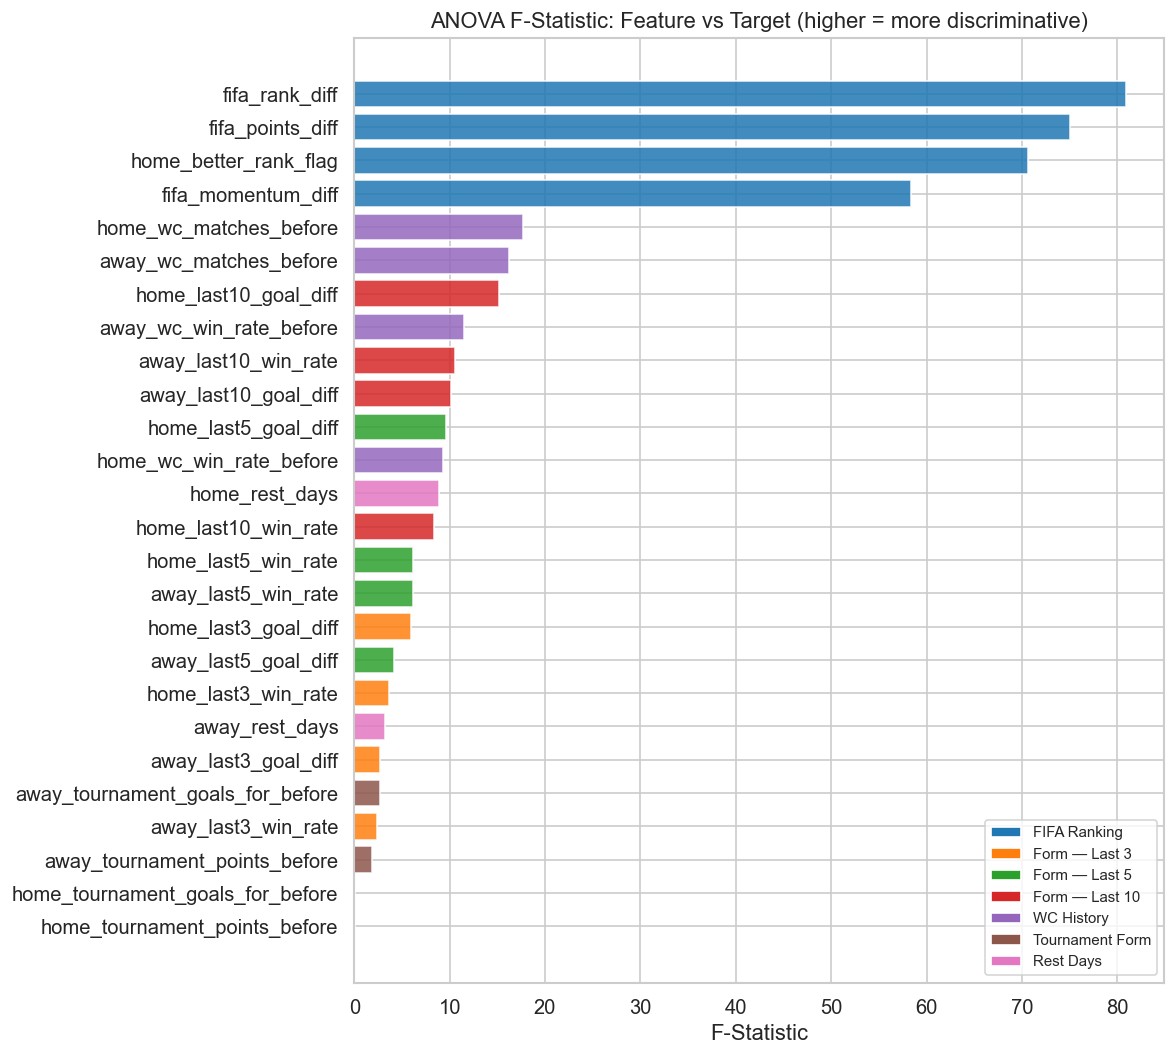 ANOVA F-Statistic: Feature vs Target (higher = more discriminative)
fifa_rank_diff
fifa_points_diff
home_better_rank_flag
fifa_momentum_diff
home_wc_matches_before
away_wc_matches_before
home_last10_goal_diff
away_wc_win_rate_before
away_last10_win_rate
away_last10_goal_diff
home_last5_goal_diff
home_wc_win_rate_before
home_rest_days
home_last10_win_rate
home_last5_win_rate
away_last5_win_rate
home_last3_goal_diff
away_last5_goal_diff
home_last3_win_rate
away_rest_days
away_last3_goal_diff
away_tournament_goals_for_before
away_last3_win_rate
away_tournament_points_before
home_tournament_goals_for_before
home_tournament_points_before
FIFA Ranking
Form — Last 3
Form — Last 5
Form — Last 10
WC History
Tournament Form
Rest Days
0 10 20 30 40 50 60 70 80
F-Statistic